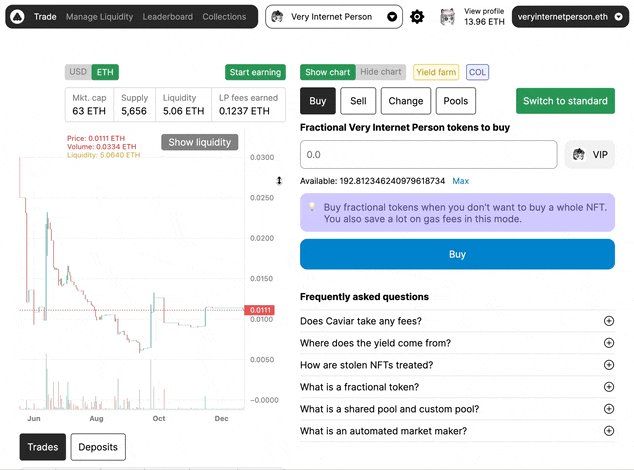 Trade Manage Liquidity Leaderboard Collections
Very Internet Person
View profile
13.96 ETH
veryinternetperson.eth
USD ETH
Start earning
Mkt. cap Supply Liquidity LP fees earned
63 ETH 5,656 5.06 ETH 0.1237 ETH
Price: 0.0111 ETH
Volume: 0.0334 ETH
Liquidity: 5.0640 ETH
Show liquidity
0.0300
0.0250
0.0200
0.0150
0.0111
0.0100
0.0050
−0.0000
Jun Aug Oct Dec
Trades Deposits
Show chart Hide chart Yield farm COL
Buy Sell Change Pools Switch to standard
Fractional Very Internet Person tokens to buy
0.0 VIP
Available: 192.812346240979618734 Max
Buy fractional tokens when you don't want to buy a whole NFT.
You also save a lot on gas fees in this mode.
Buy
Frequently asked questions
Does Caviar take any fees?
Where does the yield come from?
How are stolen NFTs treated?
What is a fractional token?
What is a shared pool and custom pool?
What is an automated market maker?